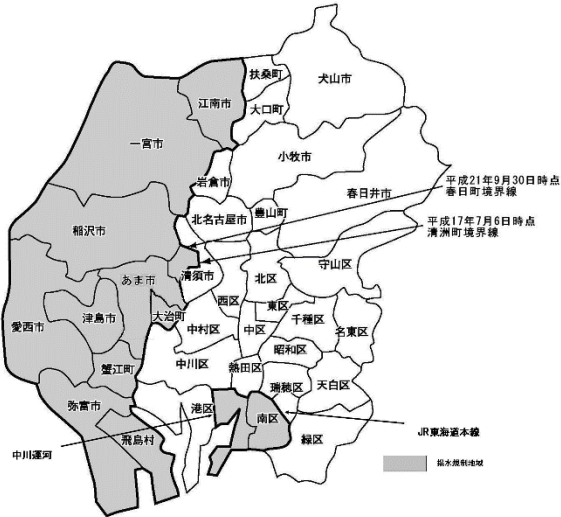 扶桑町
犬山市
江南市
大口町
一宮市
小牧市
岩倉市
平成21年9月30日時点
春日町境界線
春日井市
北名古屋市
豊山町
平成17年7月6日時点
清洲町境界線
稲沢市
守山区
あま市
清須市
北区
西区
東区
大治町
千種区
愛西市
津島市
中村区
中区
名東区
昭和区
蟹江町
中川区
熱田区
瑞穂区
天白区
弥富市
港区
南区
JR東海道本線
飛島村
緑区
中川運河
揚水規制地域